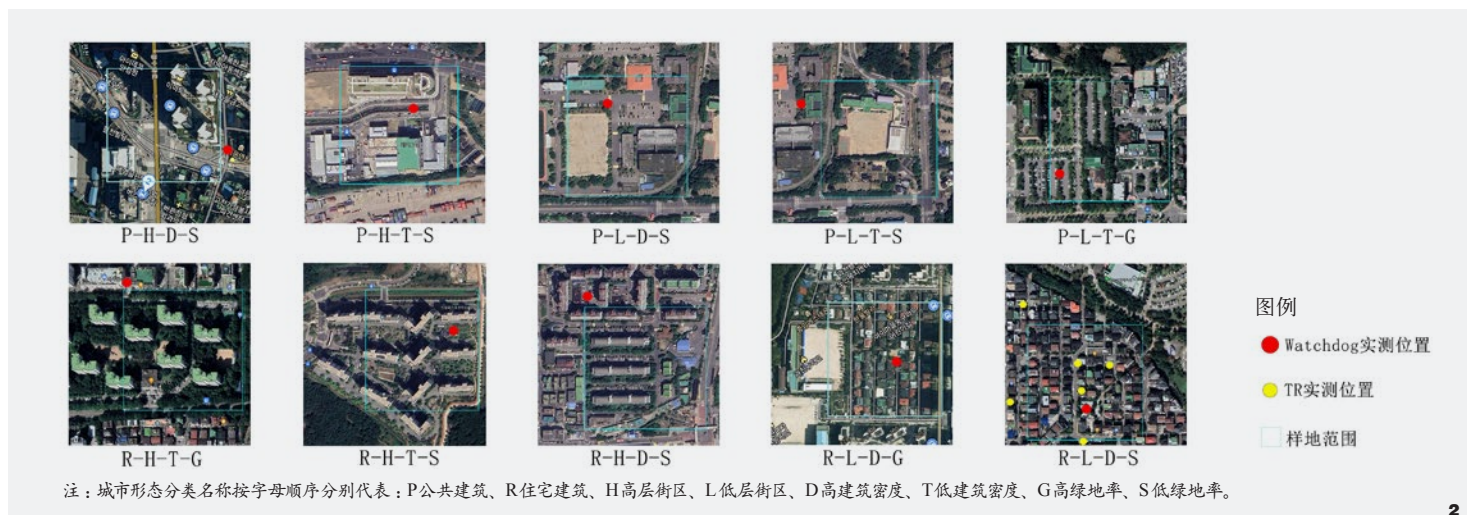 P-H-D-S
P-H-T-S
P-L-D-S
P-L-T-S
P-L-T-G
R-H-T-G
R-H-T-S
R-H-D-S
R-L-D-G
R-L-D-S
图例
Watchdog实测位置
TR实测位置
样地范围
注：城市形态分类名称按字母顺序分别代表：P公共建筑、R住宅建筑、H高层街区、L低层街区、D高建筑密度、T低建筑密度、G高绿地率、S低绿地率。
2